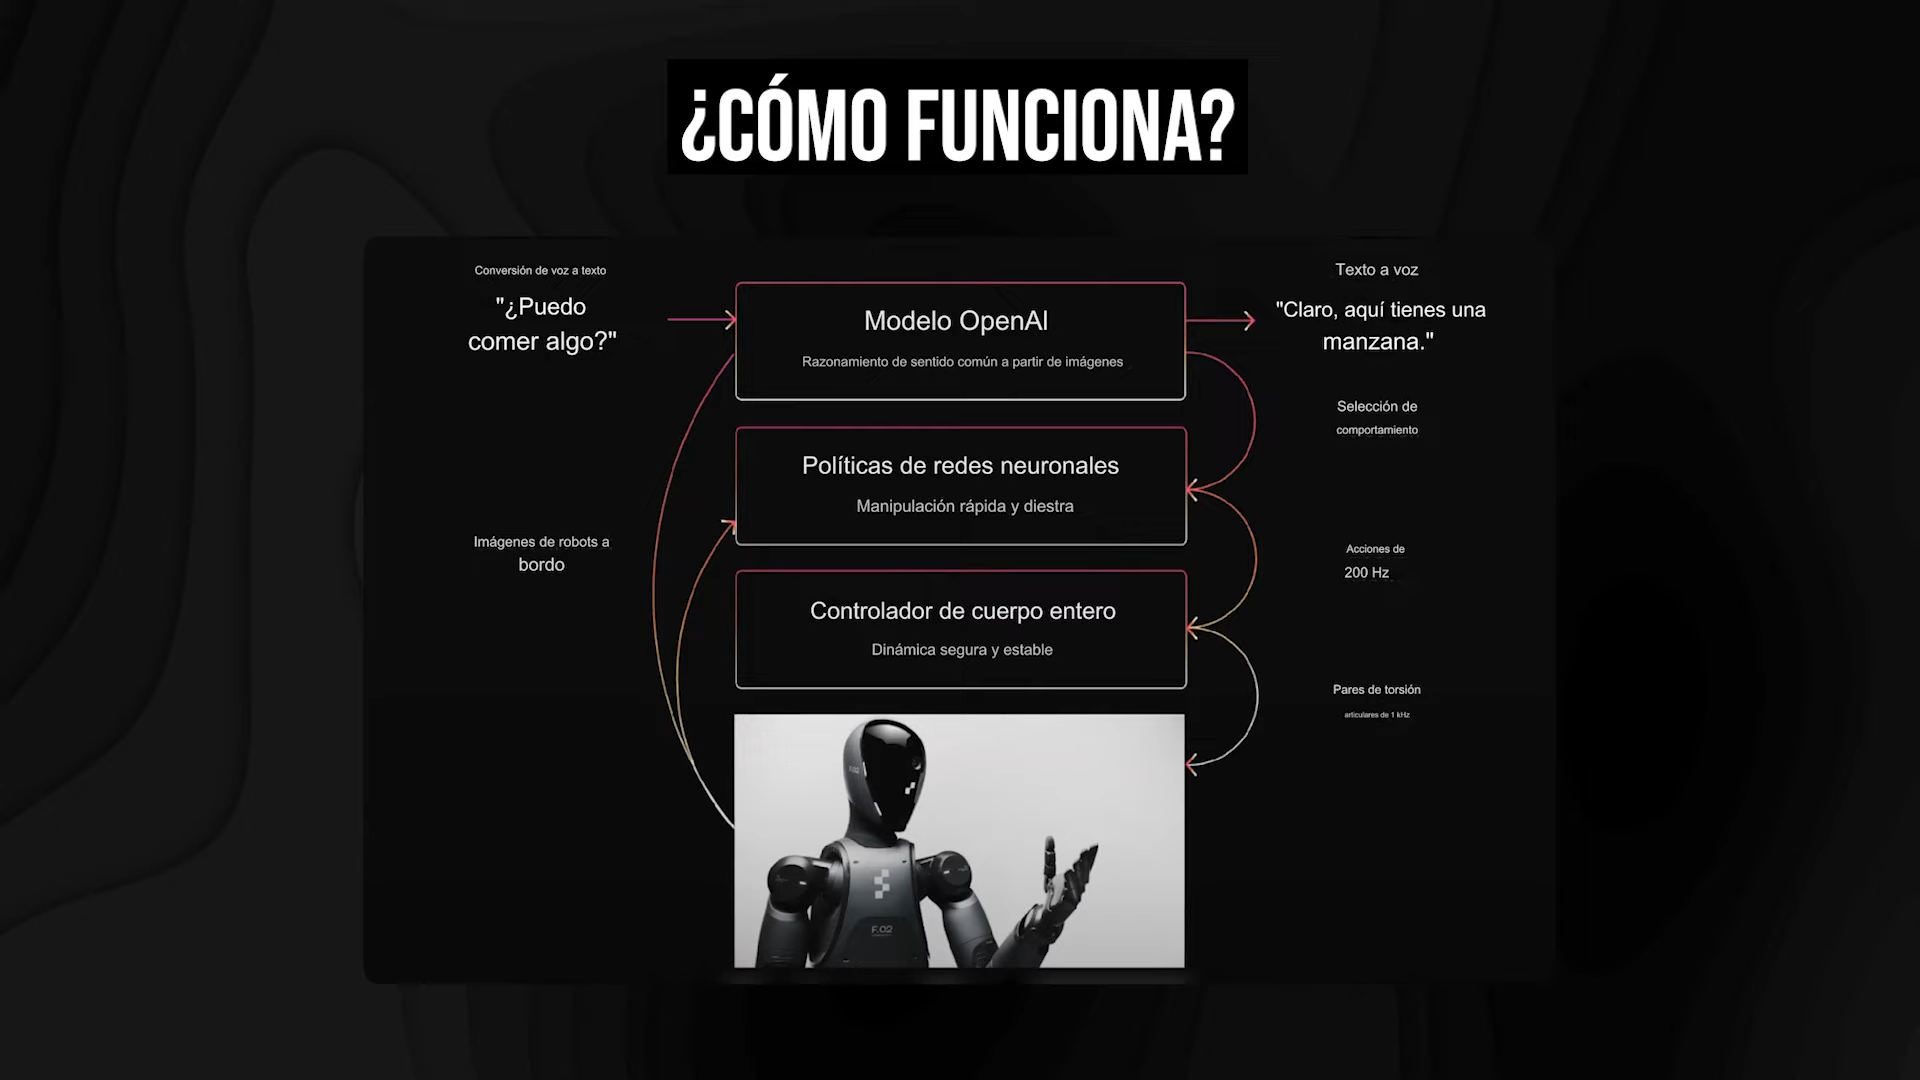 ¿CÓMO FUNCIONA?
Conversión de voz a texto
"¿Puedo
comer algo?"
Modelo OpenAI
Razonamiento de sentido común a partir de imágenes
Texto a voz
"Claro, aquí tienes una
manzana."
Selección de
comportamiento
Políticas de redes neuronales
Manipulación rápida y diestra
Imágenes de robots a
bordo
Acciones de
200 Hz
Controlador de cuerpo entero
Dinámica segura y estable
Pares de torsión
articulares de 1 kHz
F.02